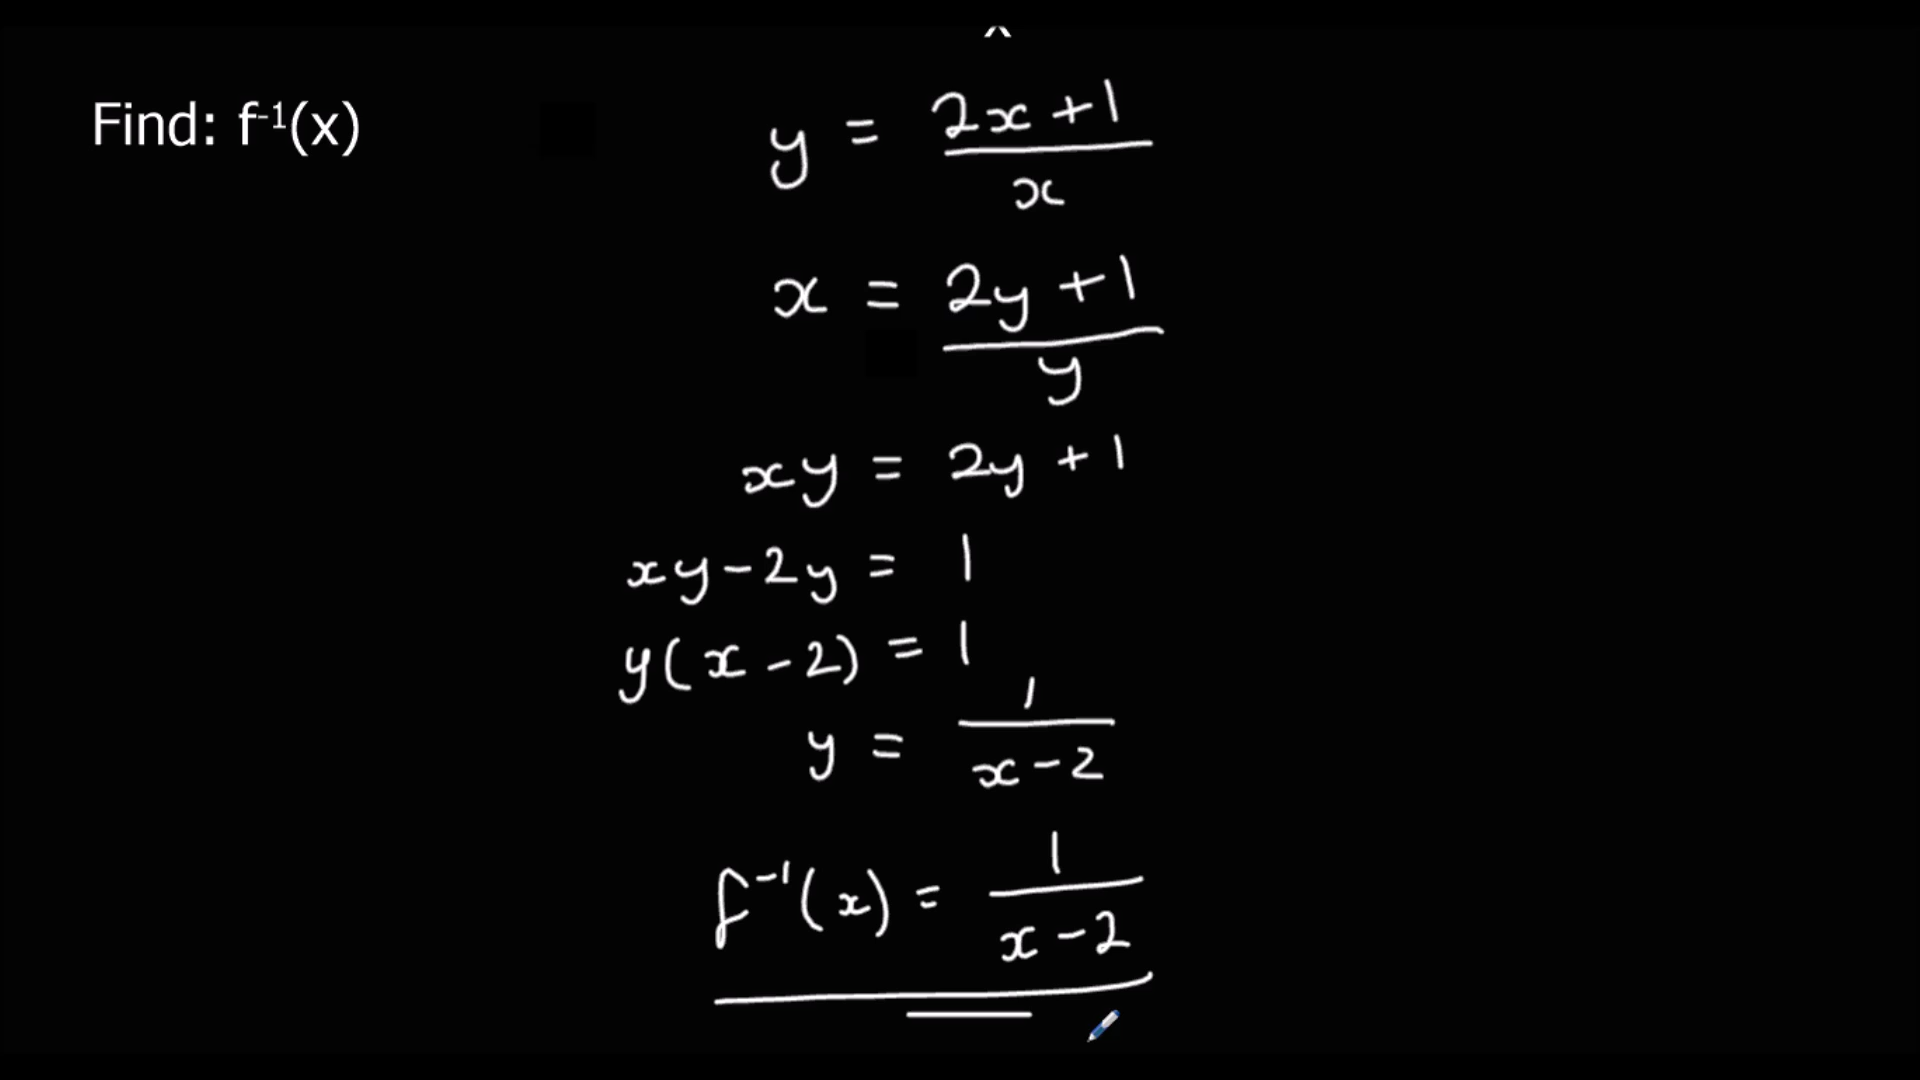 Find: f⁻¹(x)
y = (2x + 1)/x
x = (2y + 1)/y
xy = 2y + 1
xy - 2y = 1
y(x - 2) = 1
y = 1/(x - 2)
f⁻¹(x) = 1/(x - 2)